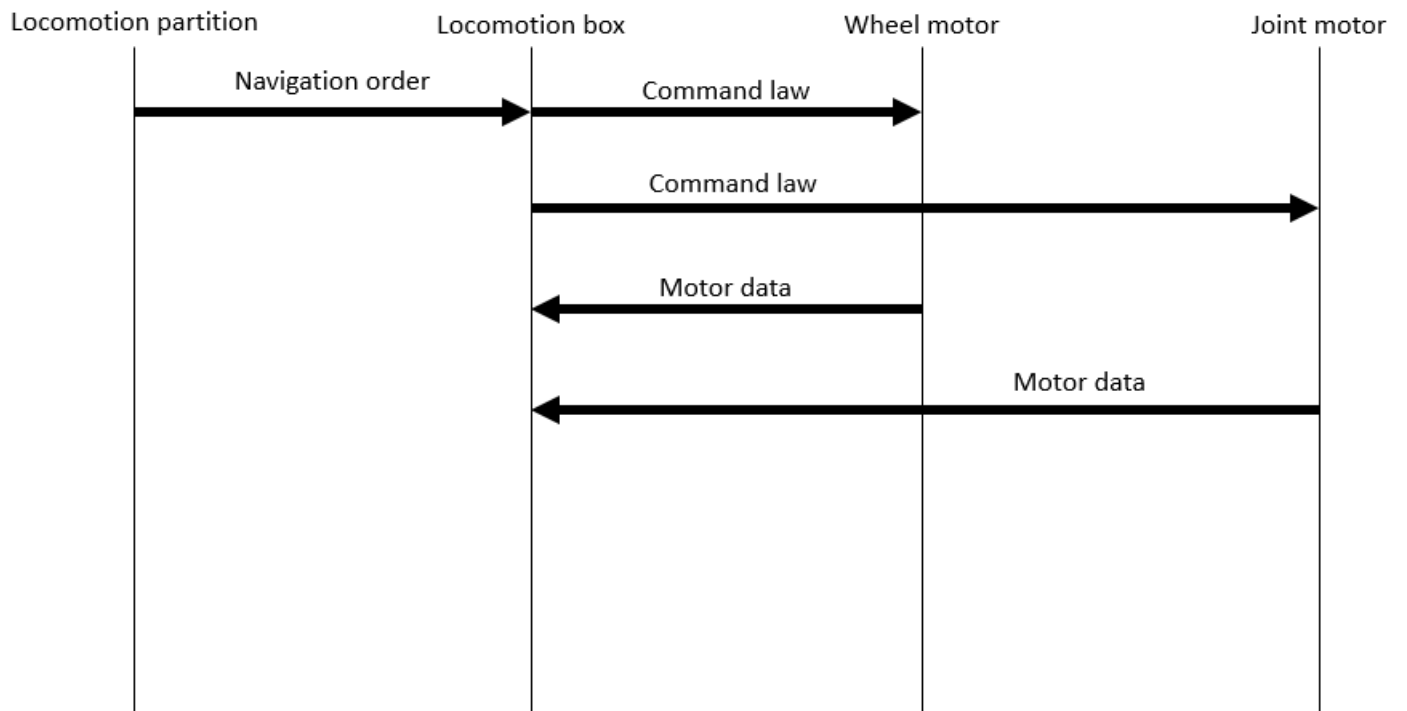 Locomotion partition
Locomotion box
Wheel motor
Joint motor
Navigation order
Command law
Command law
Motor data
Motor data